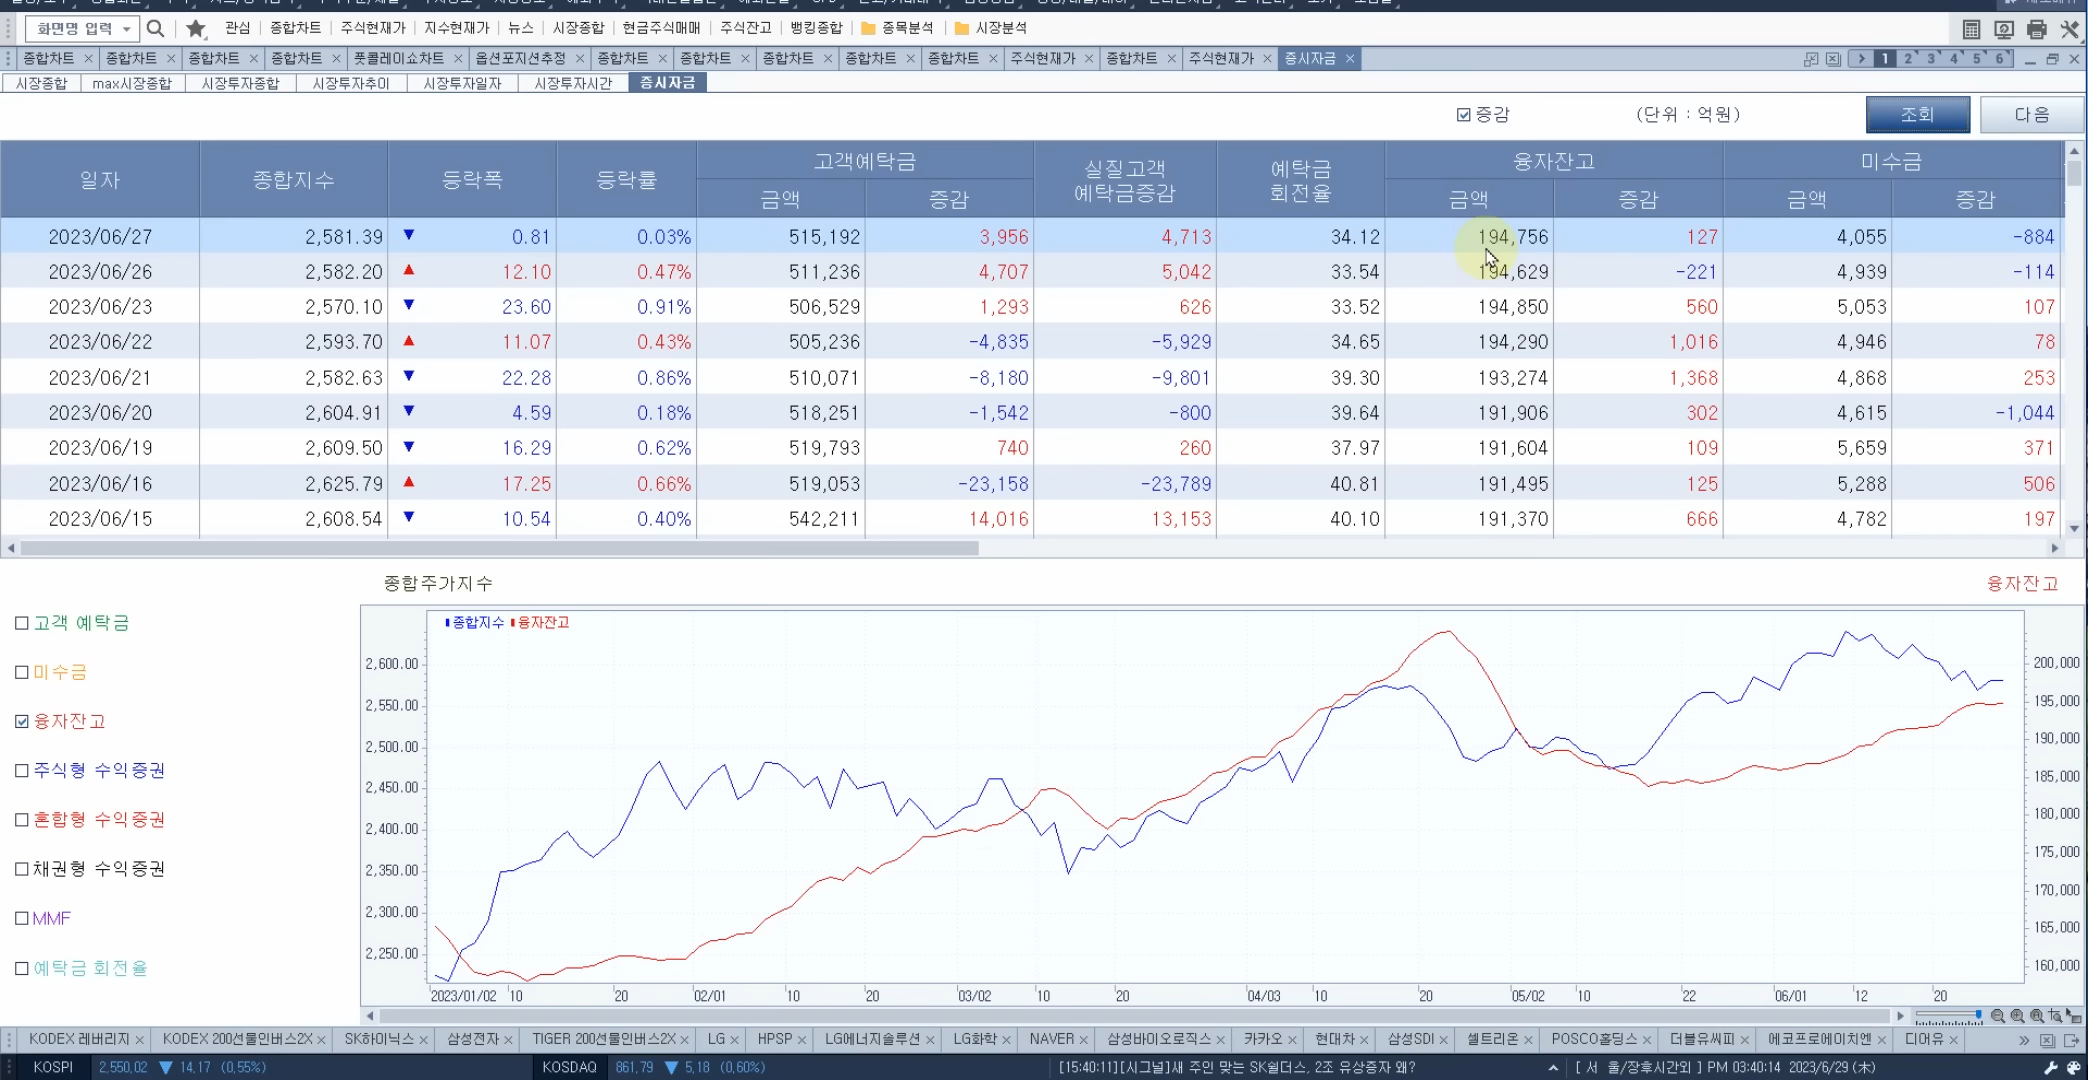 화면명 입력 관심 종합차트 주식현재가 지수현재가 뉴스 시장종합 현금주식매매 주식잔고 뱅킹종합 종목분석 시장분석
종합차트 × 종합차트 × 종합차트 × 종합차트 × 풋콜레이쇼차트 × 옵션포지션추정 × 종합차트 × 종합차트 × 종합차트 × 종합차트 × 종합차트 × 주식현재가 × 종합차트 × 주식현재가 × 증시자금 × 1 2 3 4 5 6
시장종합 max시장종합 시장투자종합 시장투자추이 시장투자일자 시장투자시간 증시자금
증감 (단위 : 억원) 조회 다음
일자 종합지수 등락폭 등락률 고객예탁금 실질고객 예탁금증감 예탁금 회전율 융자잔고 미수금
금액 증감 금액 증감 금액 증감
2023/06/27 2,581.39 ▼ 0.81 0.03% 515,192 3,956 4,713 34.12 194,756 127 4,055 -884
2023/06/26 2,582.20 ▲ 12.10 0.47% 511,236 4,707 5,042 33.54 194,629 -221 4,939 -114
2023/06/23 2,570.10 ▼ 23.60 0.91% 506,529 1,293 626 33.52 194,850 560 5,053 107
2023/06/22 2,593.70 ▲ 11.07 0.43% 505,236 -4,835 -5,929 34.65 194,290 1,016 4,946 78
2023/06/21 2,582.63 ▼ 22.28 0.86% 510,071 -8,180 -9,801 39.30 193,274 1,368 4,868 253
2023/06/20 2,604.91 ▼ 4.59 0.18% 518,251 -1,542 -800 39.64 191,906 302 4,615 -1,044
2023/06/19 2,609.50 ▼ 16.29 0.62% 519,793 740 260 37.97 191,604 109 5,659 371
2023/06/16 2,625.79 ▲ 17.25 0.66% 519,053 -23,158 -23,789 40.81 191,495 125 5,288 506
2023/06/15 2,608.54 ▼ 10.54 0.40% 542,211 14,016 13,153 40.10 191,370 666 4,782 197
종합주가지수 융자잔고
고객 예탁금
미수금
융자잔고
주식형 수익증권
혼합형 수익증권
채권형 수익증권
MMF
예탁금 회전율
종합지수 융자잔고
2,600.00
2,550.00
2,500.00
2,450.00
2,400.00
2,350.00
2,300.00
2,250.00
200,000
195,000
190,000
185,000
180,000
175,000
170,000
165,000
160,000
2023/01/02 10 20 02/01 10 20 03/02 10 20 04/03 10 20 05/02 10 22 06/01 12 20
KODEX 레버리지 × KODEX 200선물인버스2X × SK하이닉스 × 삼성전자 × TIGER 200선물인버스2X × LG × HPSP × LG에너지솔루션 × LG화학 × NAVER × 삼성바이오로직스 × 카카오 × 현대차 × 삼성SDI × 셀트리온 × POSCO홀딩스 × 더블유씨피 × 에코프로에이치엔 × 디어유 ×
KOSPI 2,550.02 ▼ 14.17 (0.55%) KOSDAQ 861.79 ▼ 5.18 (0.60%) [15:40:11][시그널]새 주인 맞는 SK쉴더스, 2조 유상증자 왜? [ 서 울/장후시간외 ] PM 03:40:14 2023/6/29 (木)